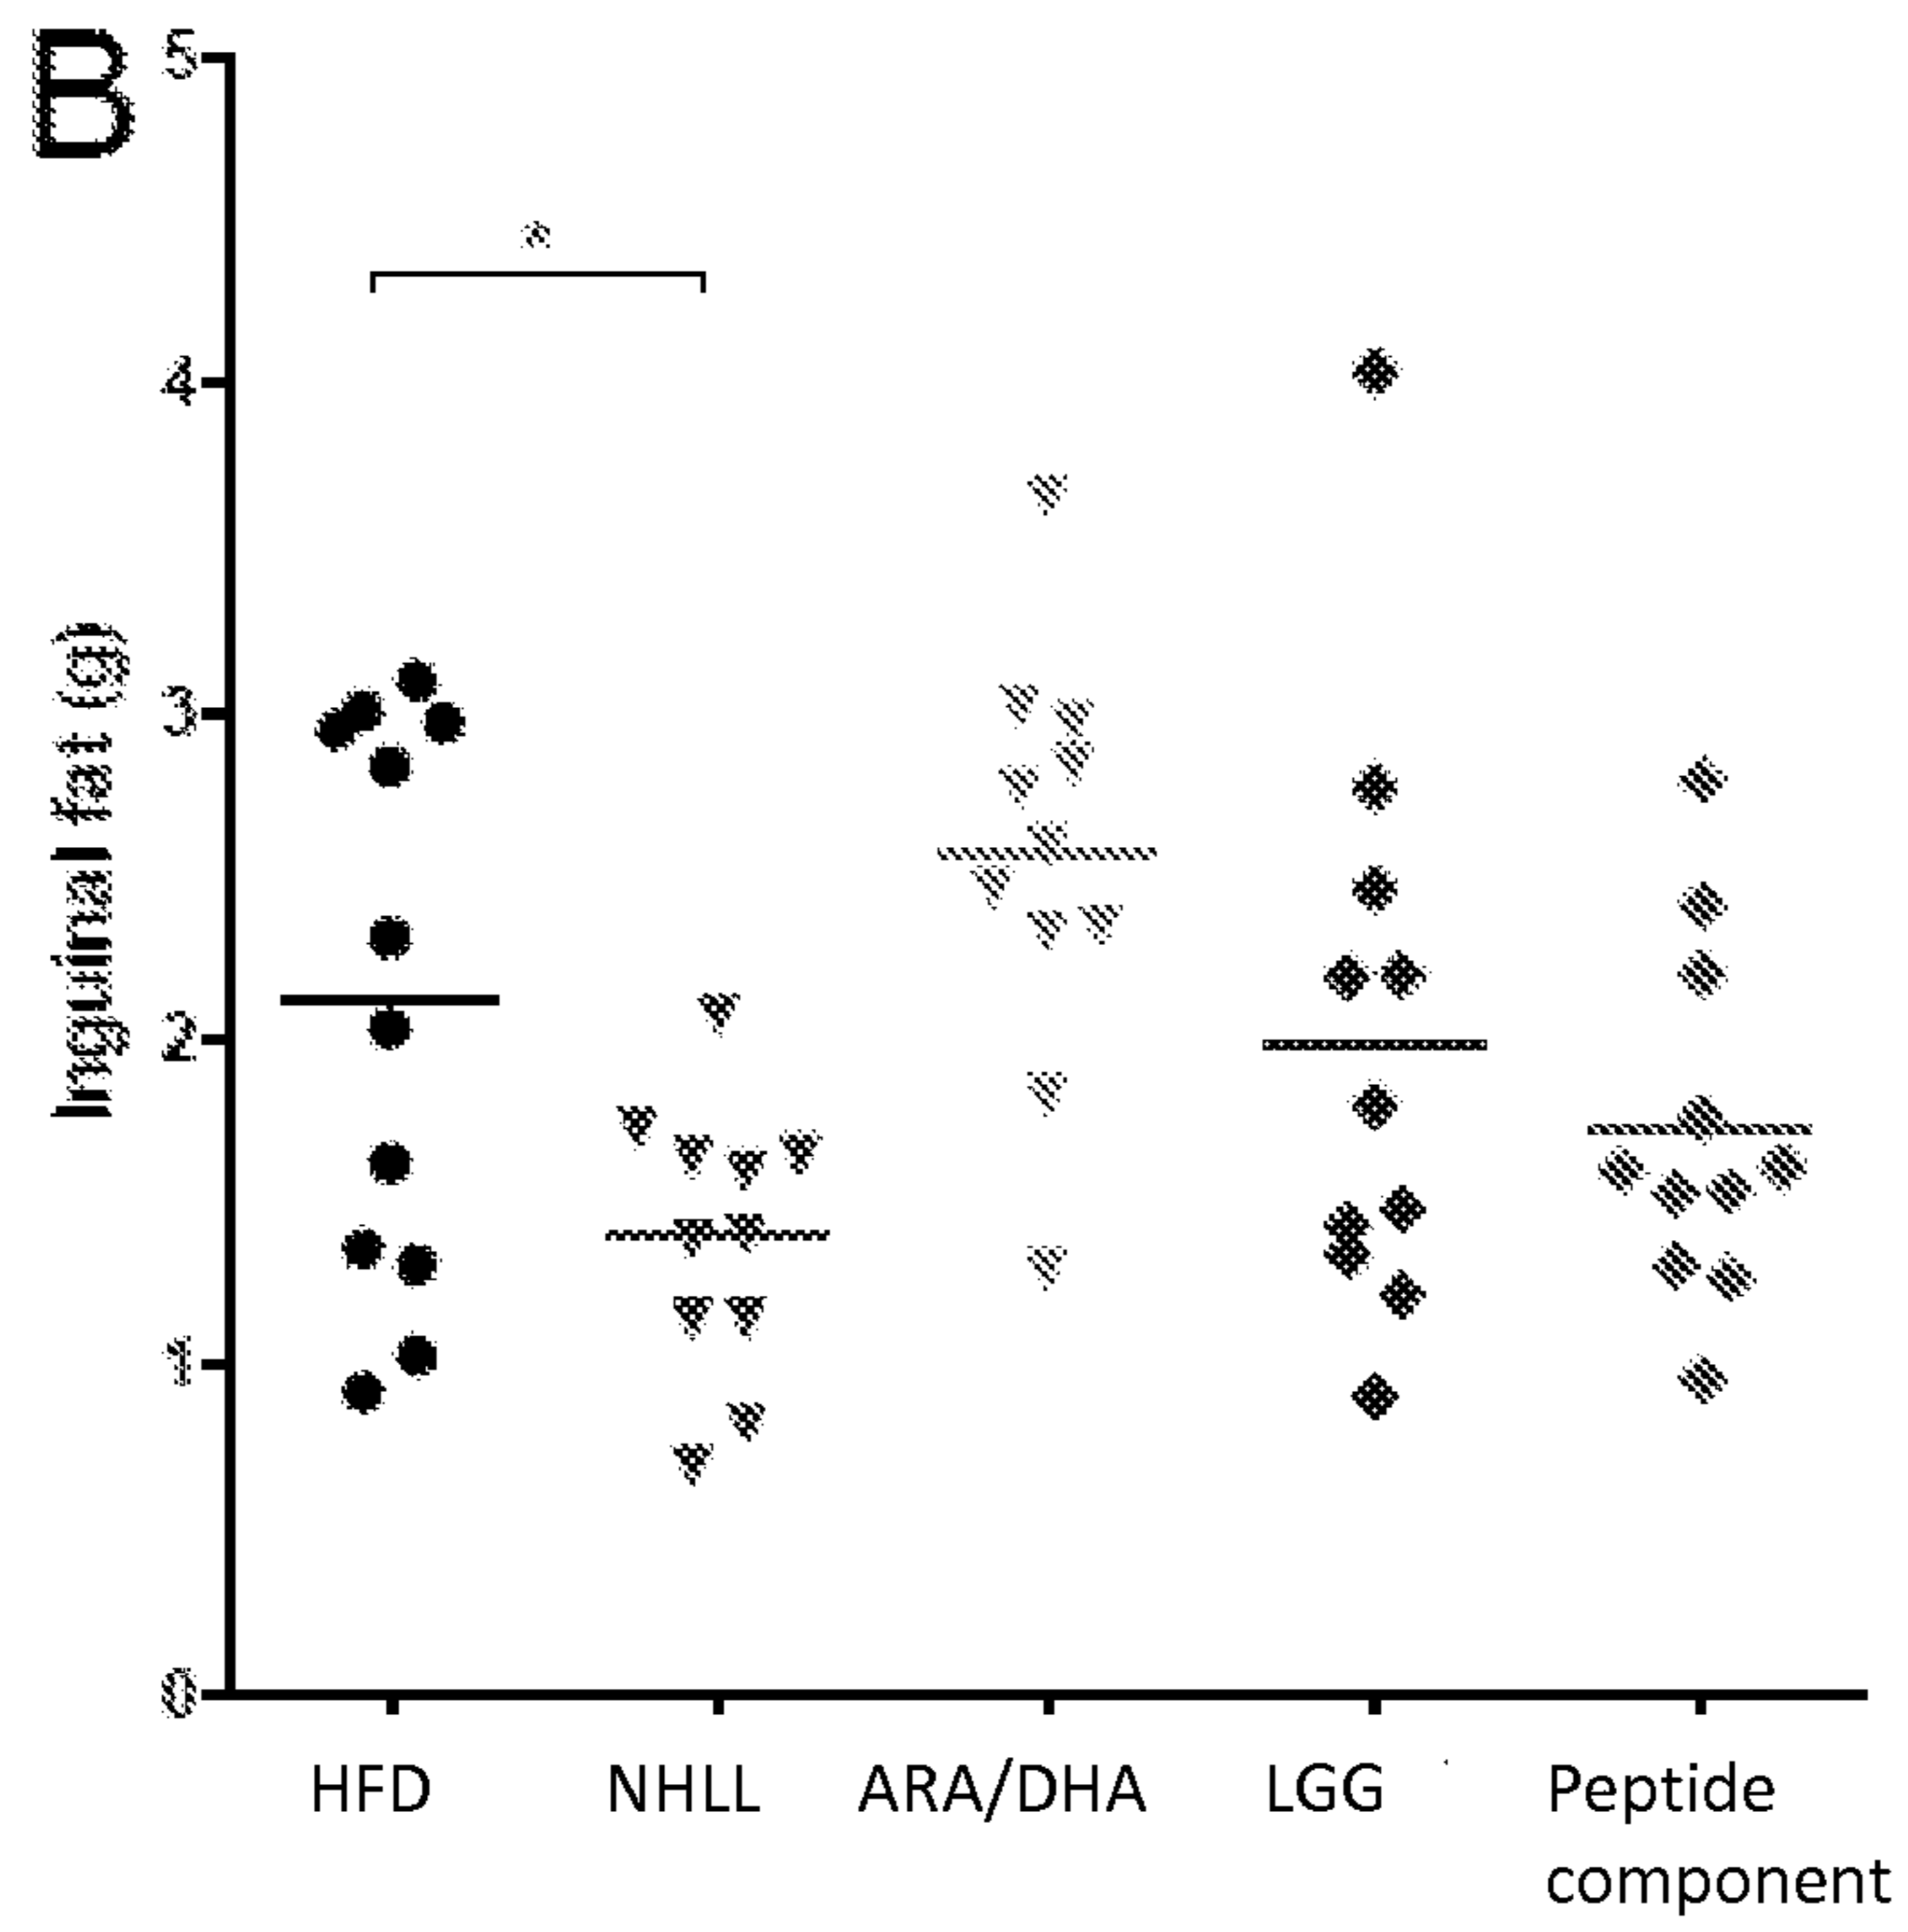 B
5
*
4
3
2
1
0
Inguinal fat (g)
HFD NHLL ARA/DHA LGG Peptide
component